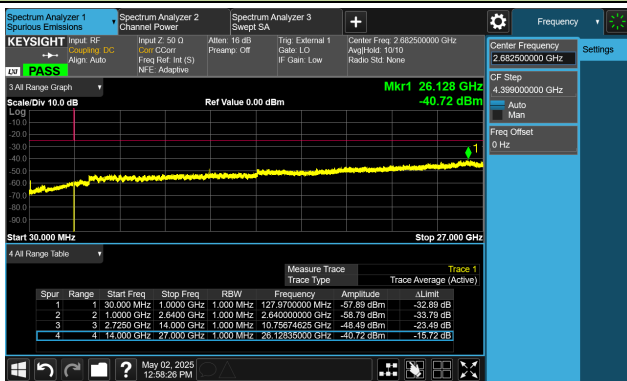 Spectrum Analyzer 1
Spurious Emissions
Spectrum Analyzer 2
Channel Power
Spectrum Analyzer 3
Swept SA
Frequency
KEYSIGHT
Input: RF
Coupling: DC
Align: Auto
Input Z: 50 Ω
Corr CCorr
Freq Ref: Int (S)
NFE: Adaptive
Atten: 16 dB
Preamp: Off
Trig: External 1
Gate: LO
IF Gain: Low
Center Freq: 2.682500000 GHz
Avg|Hold: 10/10
Radio Std: None
LXI PASS
3 All Range Graph
Mkr1 26.128 GHz
Scale/Div 10.0 dB
Ref Value 0.00 dBm
-40.72 dBm
Log
-10.0
-20.0
-30.0
-40.0
-50.0
-60.0
-70.0
-80.0
-90.0
1
Start 30.000 MHz
Stop 27.000 GHz
4 All Range Table
Measure Trace Trace 1
Trace Type Trace Average (Active)
Spur Range Start Freq Stop Freq RBW Frequency Amplitude ΔLimit
1 1 30.000 MHz 1.0000 GHz 1.000 MHz 127.970000 MHz -57.89 dBm -32.89 dB
2 2 1.0000 GHz 2.6400 GHz 1.000 MHz 2.640000000 GHz -58.79 dBm -33.79 dB
3 3 2.7250 GHz 14.000 GHz 1.000 MHz 10.75674625 GHz -48.49 dBm -23.49 dB
4 4 14.000 GHz 27.000 GHz 1.000 MHz 26.12835000 GHz -40.72 dBm -15.72 dB
Center Frequency
2.682500000 GHz
Settings
CF Step
4.399000000 GHz
Auto
Man
Freq Offset
0 Hz
?
May 02, 2025
12:58:26 PM